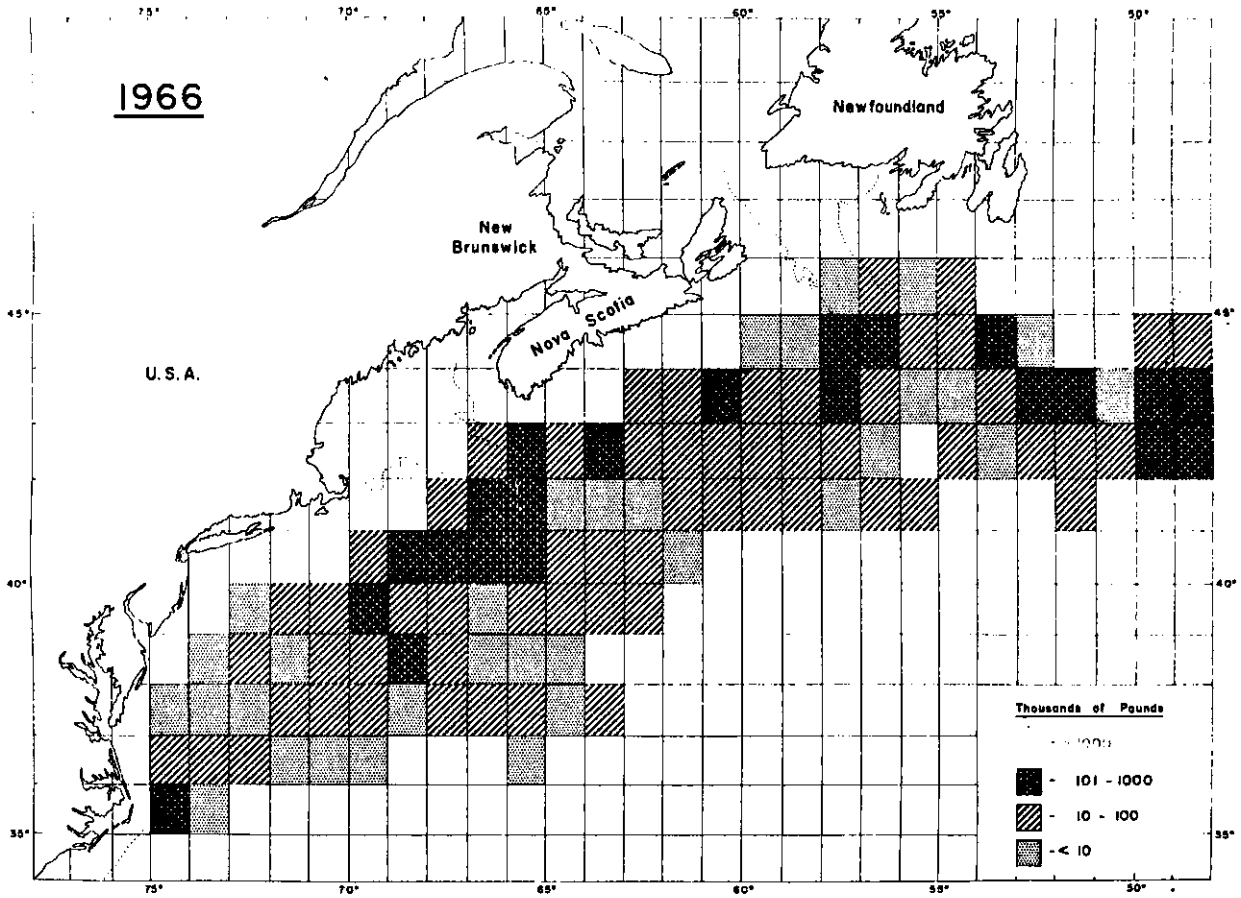 70° 65° 60° 55° 50°
1966
Newfoundland
New
Brunswick
Nova Scotia
45° 45°
U.S.A.
40° 40°
Thousands of Pounds
- >1000
- 101 - 1000
- 10 - 100
- < 10
35° 35°
75° 70° 65° 60° 55° 50°